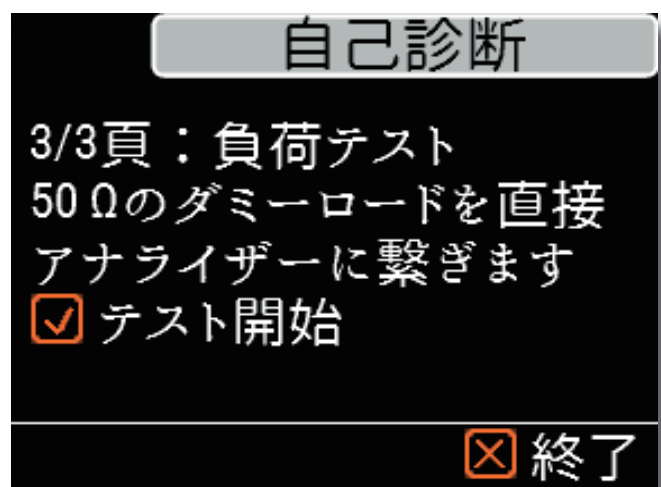 自己診断
3/3頁：負荷テスト
50Ωのダミーロードを直接
アナライザーに繋ぎます
テスト開始
終了